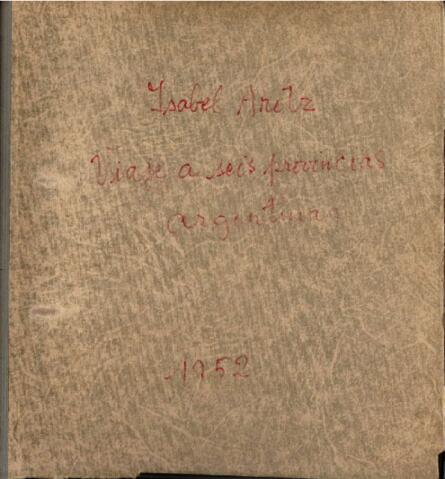 Isabel Aretz
Viaje a seis provincias
argentinas
1952